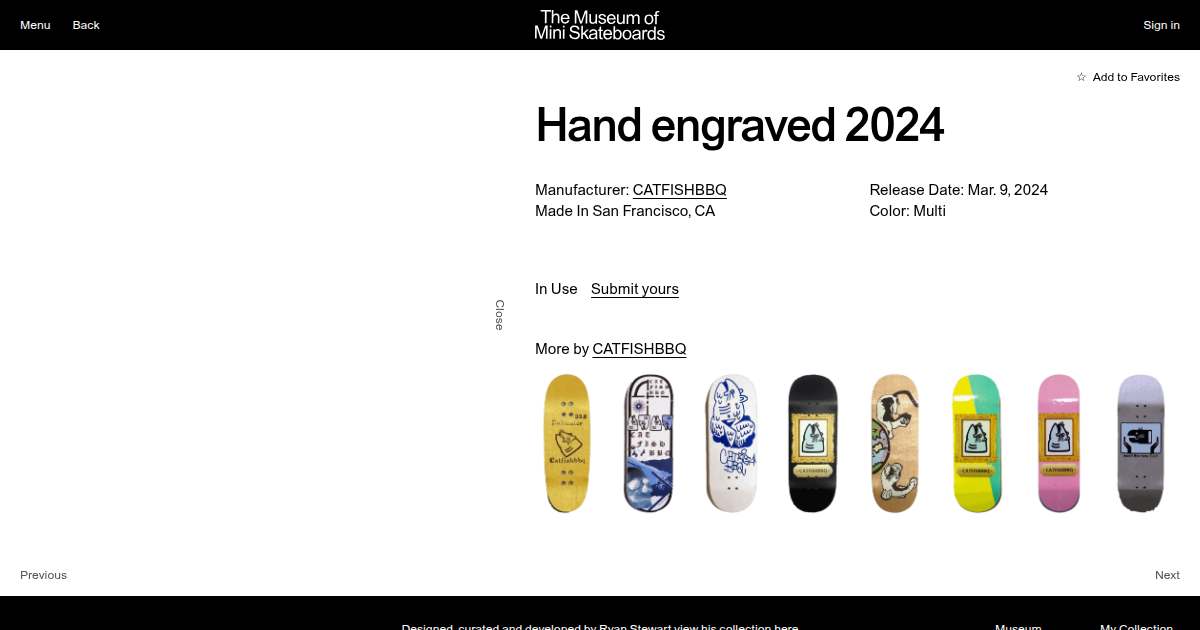 Menu
Back
The Museum of
Mini Skateboards
Sign in
☆ Add to Favorites
Hand engraved 2024
Manufacturer: CATFISHBBQ
Made In San Francisco, CA
Release Date: Mar. 9, 2024
Color: Multi
In Use
Submit yours
Close
More by CATFISHBBQ
Previous
Next
Designed, curated and developed by Ryan Stewart view his collection here
Museum
My Collection